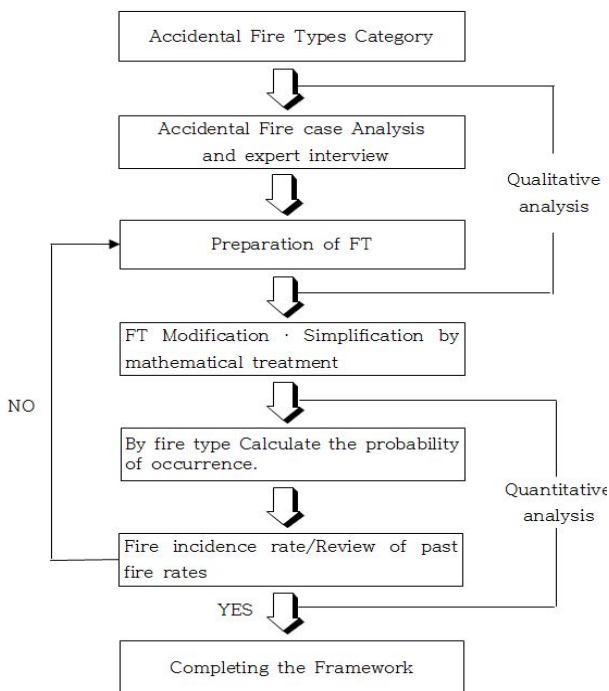 Accidental Fire Types Category
Accidental Fire case Analysis
and expert interview
Qualitative
analysis
Preparation of FT
FT Modification · Simplification by
mathematical treatment
NO
By fire type Calculate the probability
of occurrence.
Quantitative
analysis
Fire incidence rate/Review of past
fire rates
YES
Completing the Framework